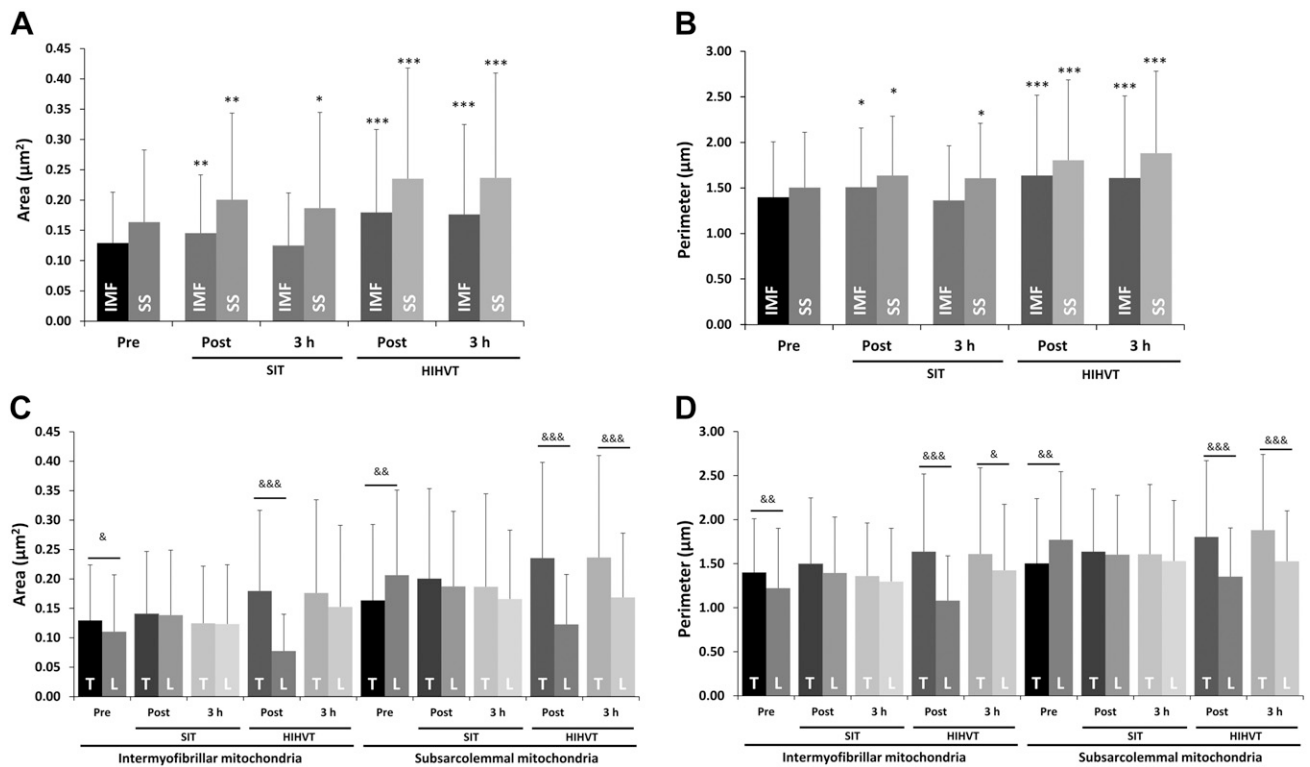 A
0.45
0.40
0.35
0.30
0.25
0.20
0.15
0.10
0.05
0.00
Area (μm²)
** ** * *** *** *** ***
IMF SS IMF SS IMF SS IMF SS IMF SS
Pre Post 3 h Post 3 h
SIT HIHVT
B
3.00
2.50
2.00
1.50
1.00
0.50
0.00
Perimeter (μm)
* * * *** *** *** ***
IMF SS IMF SS IMF SS IMF SS IMF SS
Pre Post 3 h Post 3 h
SIT HIHVT
C
0.45
0.40
0.35
0.30
0.25
0.20
0.15
0.10
0.05
0.00
Area (μm²)
& &&& && &&& &&&
T L T L T L T L T L T L T L T L T L T L
Pre Post 3 h Post 3 h Pre Post 3 h Post 3 h
SIT HIHVT SIT HIHVT
Intermyofibrillar mitochondria Subsarcolemmal mitochondria
D
3.00
2.50
2.00
1.50
1.00
0.50
0.00
Perimeter (μm)
&& &&& & && &&& &&&
T L T L T L T L T L T L T L T L T L T L
Pre Post 3 h Post 3 h Pre Post 3 h Post 3 h
SIT HIHVT SIT HIHVT
Intermyofibrillar mitochondria Subsarcolemmal mitochondria